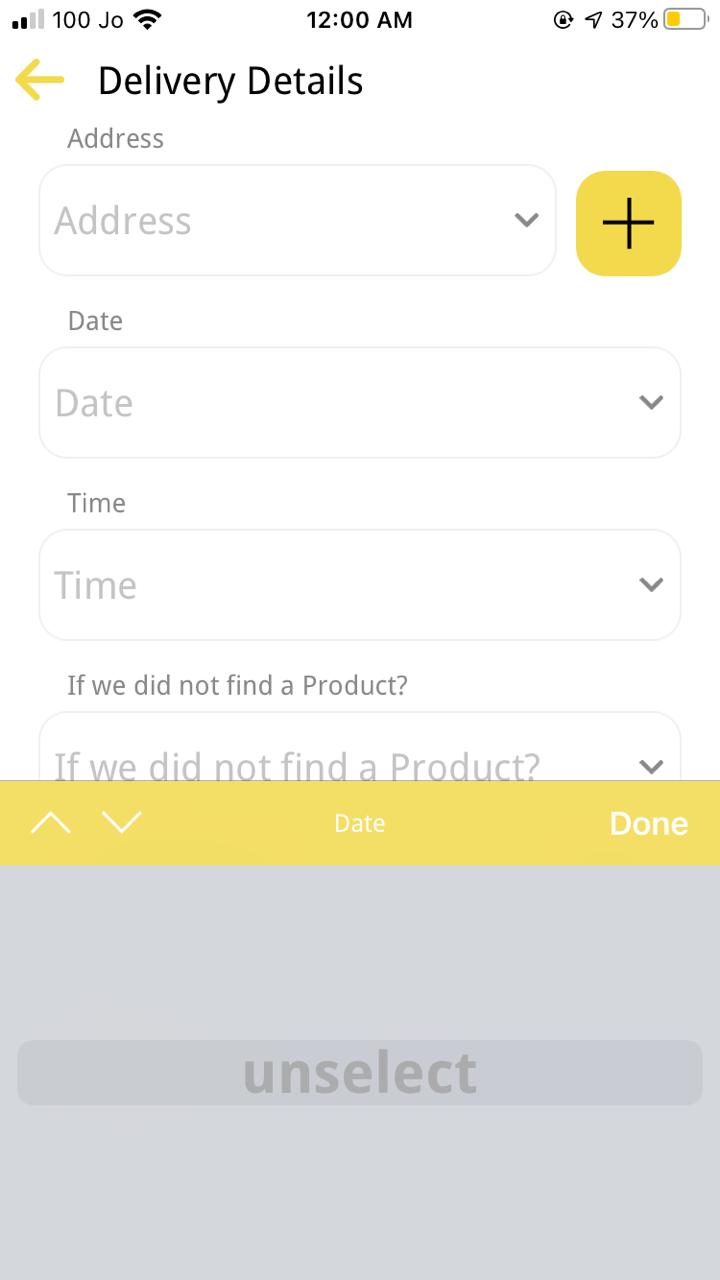 100 Jo
12:00 AM
37%
Delivery Details
Address
Address
Date
Date
Time
Time
If we did not find a Product?
If we did not find a Product?
Date
Done
unselect